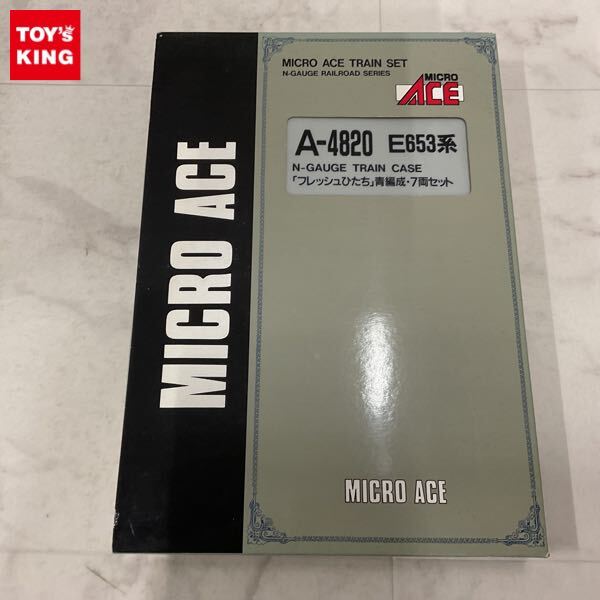 TOY's
KING
MICRO ACE TRAIN SET
N-GAUGE RAILROAD SERIES
MICRO
ACE
A-4820 E653系
N-GAUGE TRAIN CASE
「フレッシュひたち」青編成・7両セット
MICRO ACE
MICRO ACE